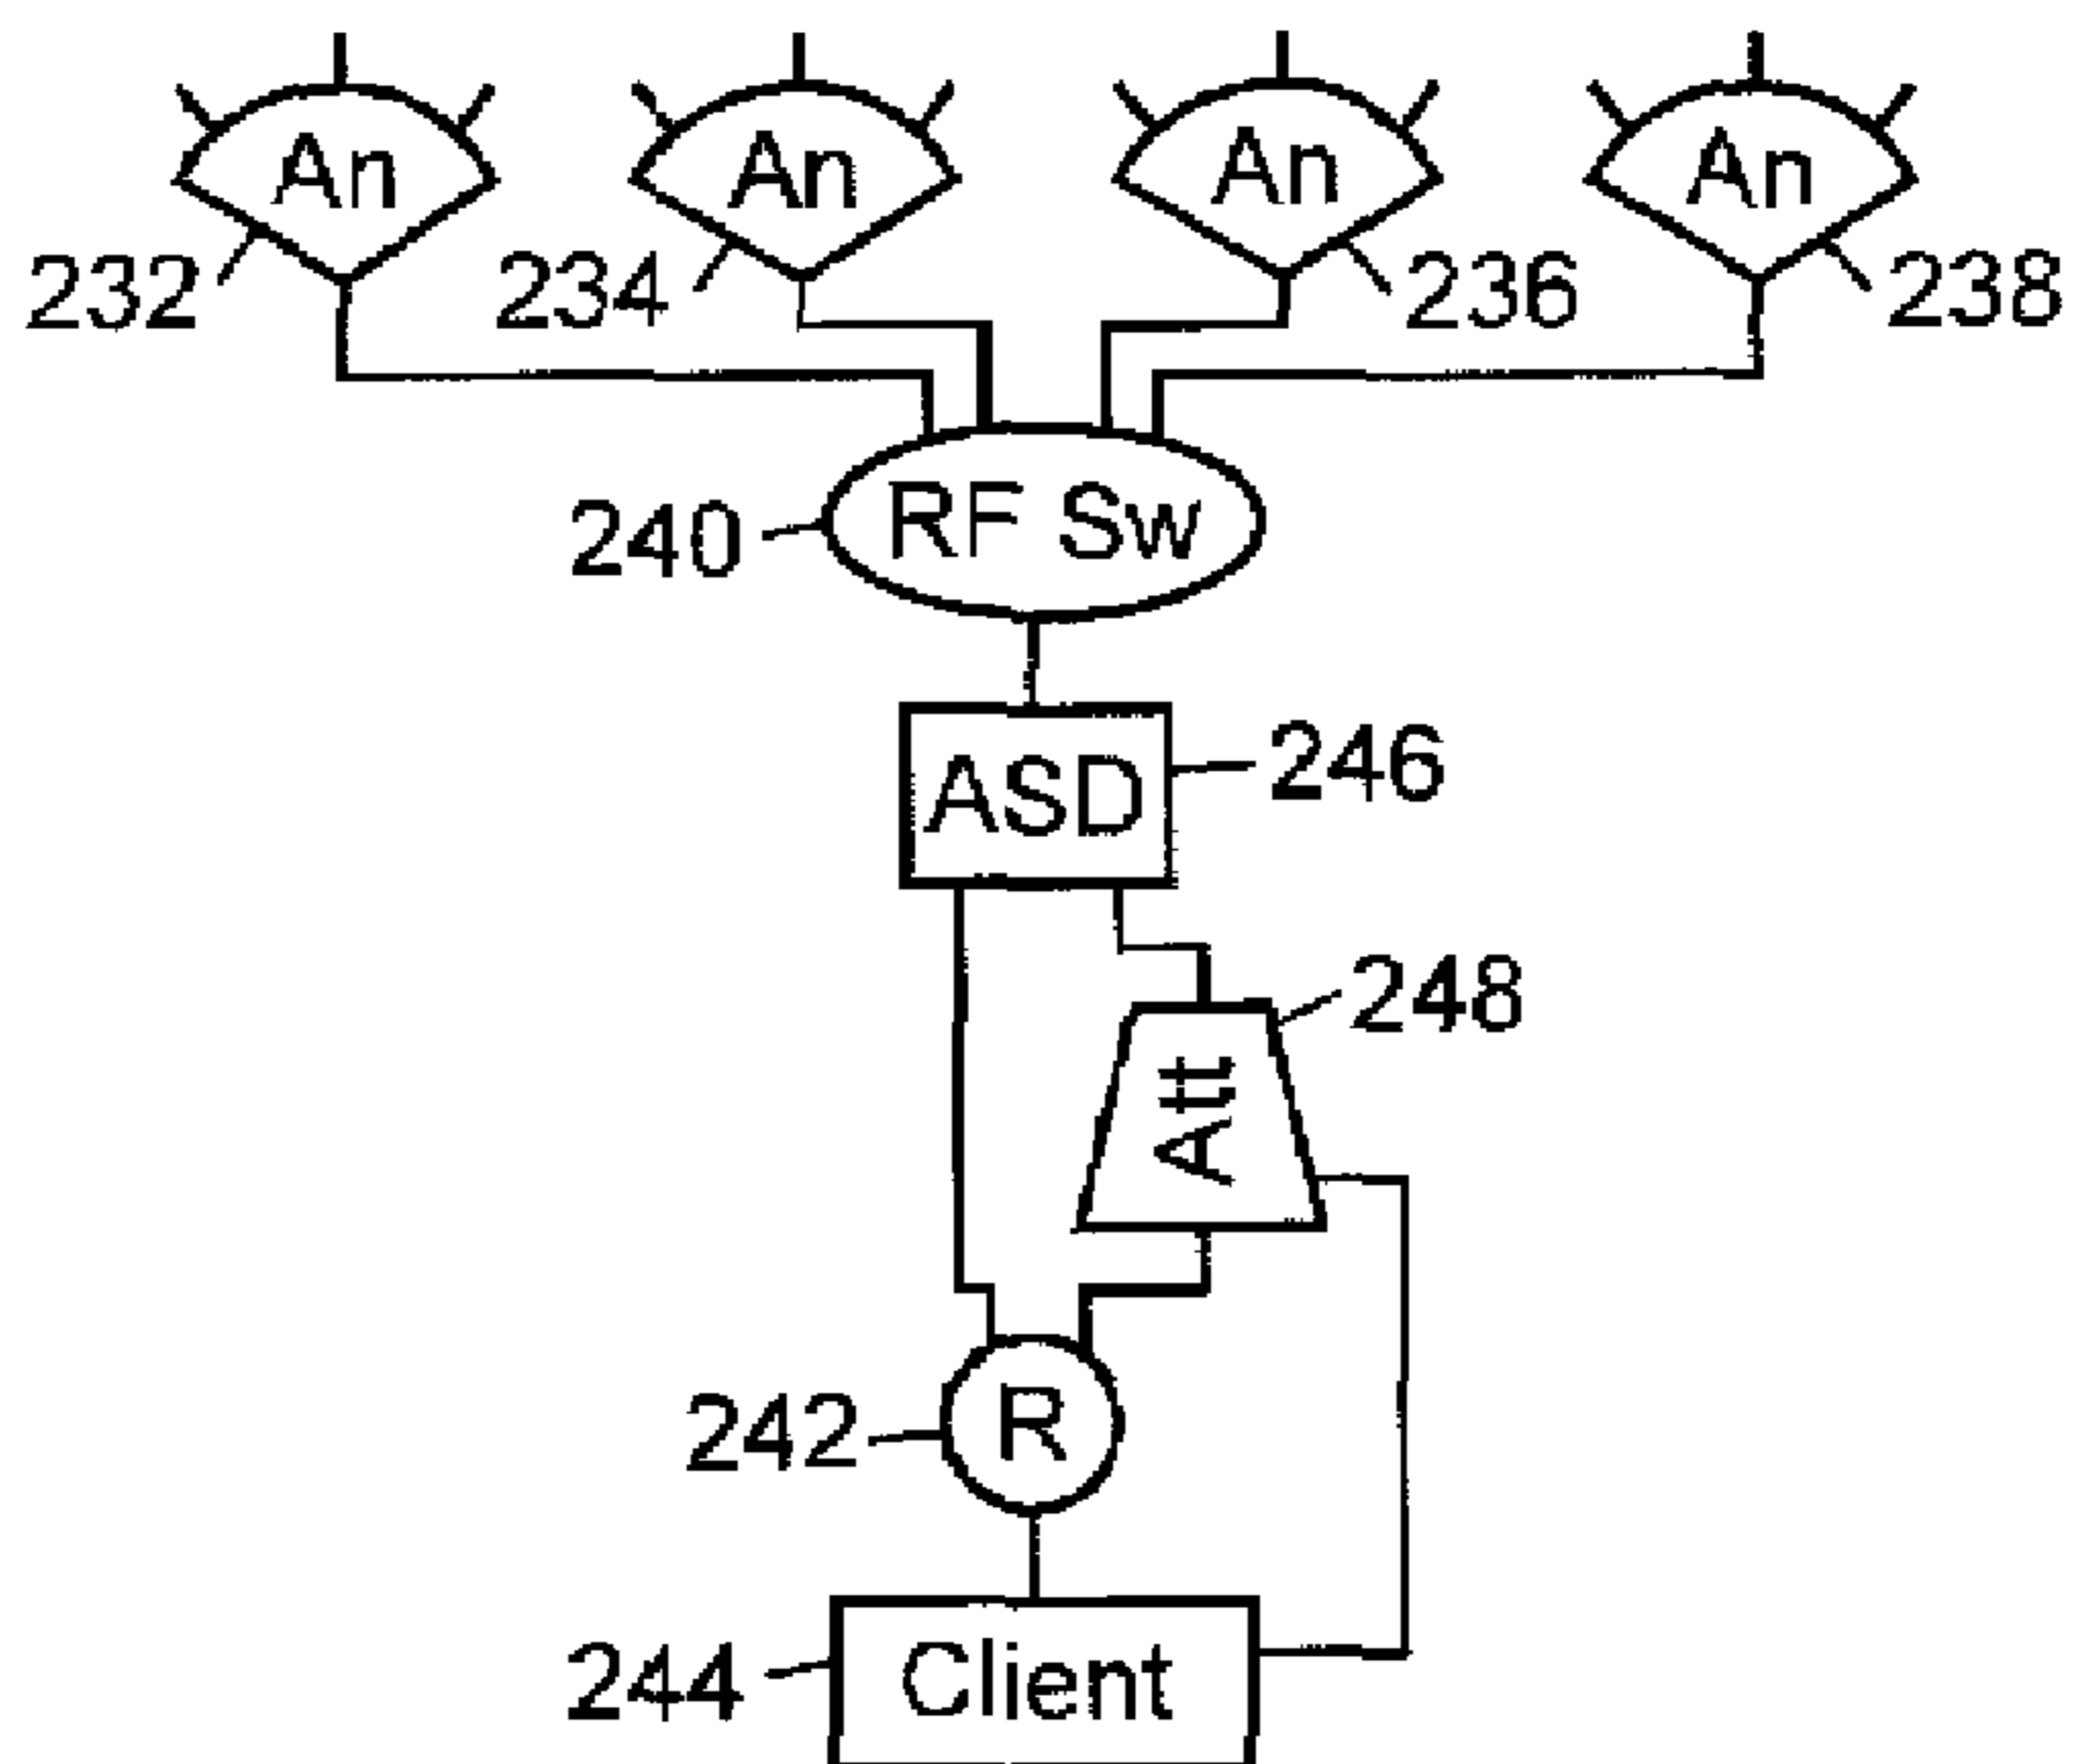 An An An An
232 234 236 238
240 RF Sw
ASD 246
248
Att
242 R
244 Client